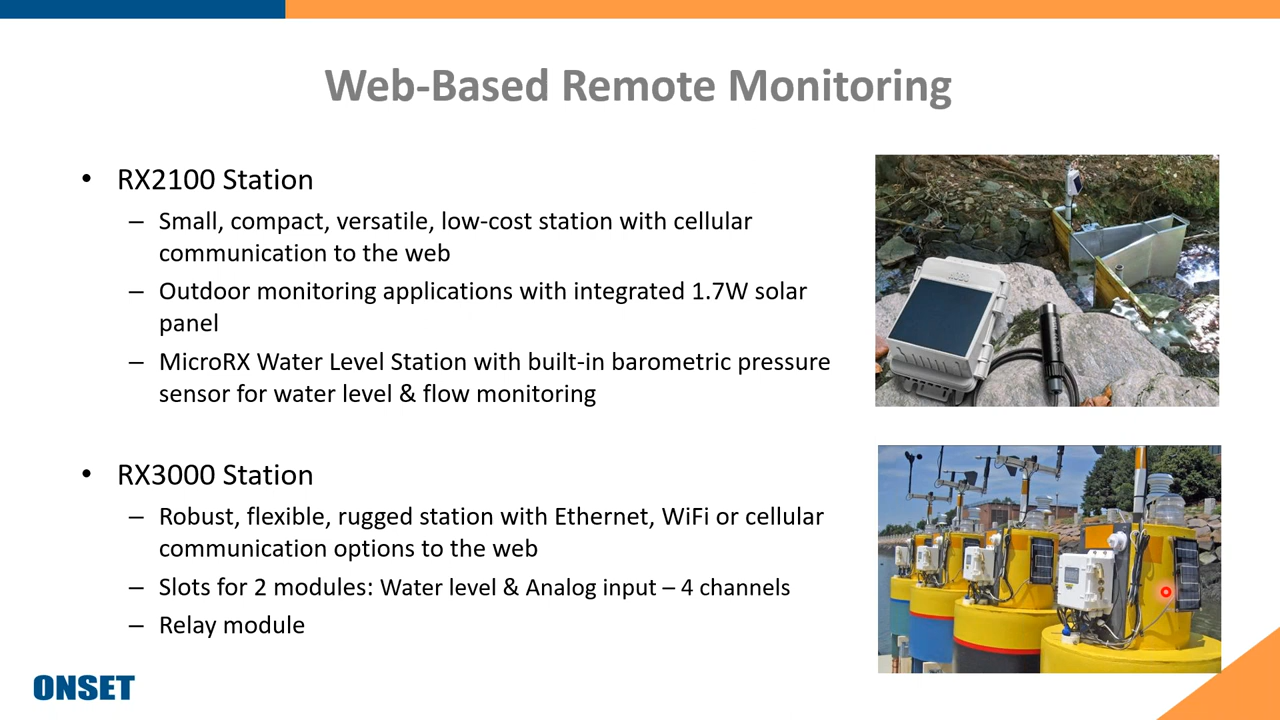 Web-Based Remote Monitoring
• RX2100 Station
– Small, compact, versatile, low-cost station with cellular
communication to the web
– Outdoor monitoring applications with integrated 1.7W solar
panel
– MicroRX Water Level Station with built-in barometric pressure
sensor for water level & flow monitoring
HOBO
• RX3000 Station
– Robust, flexible, rugged station with Ethernet, WiFi or cellular
communication options to the web
– Slots for 2 modules: Water level & Analog input – 4 channels
– Relay module
ONSET